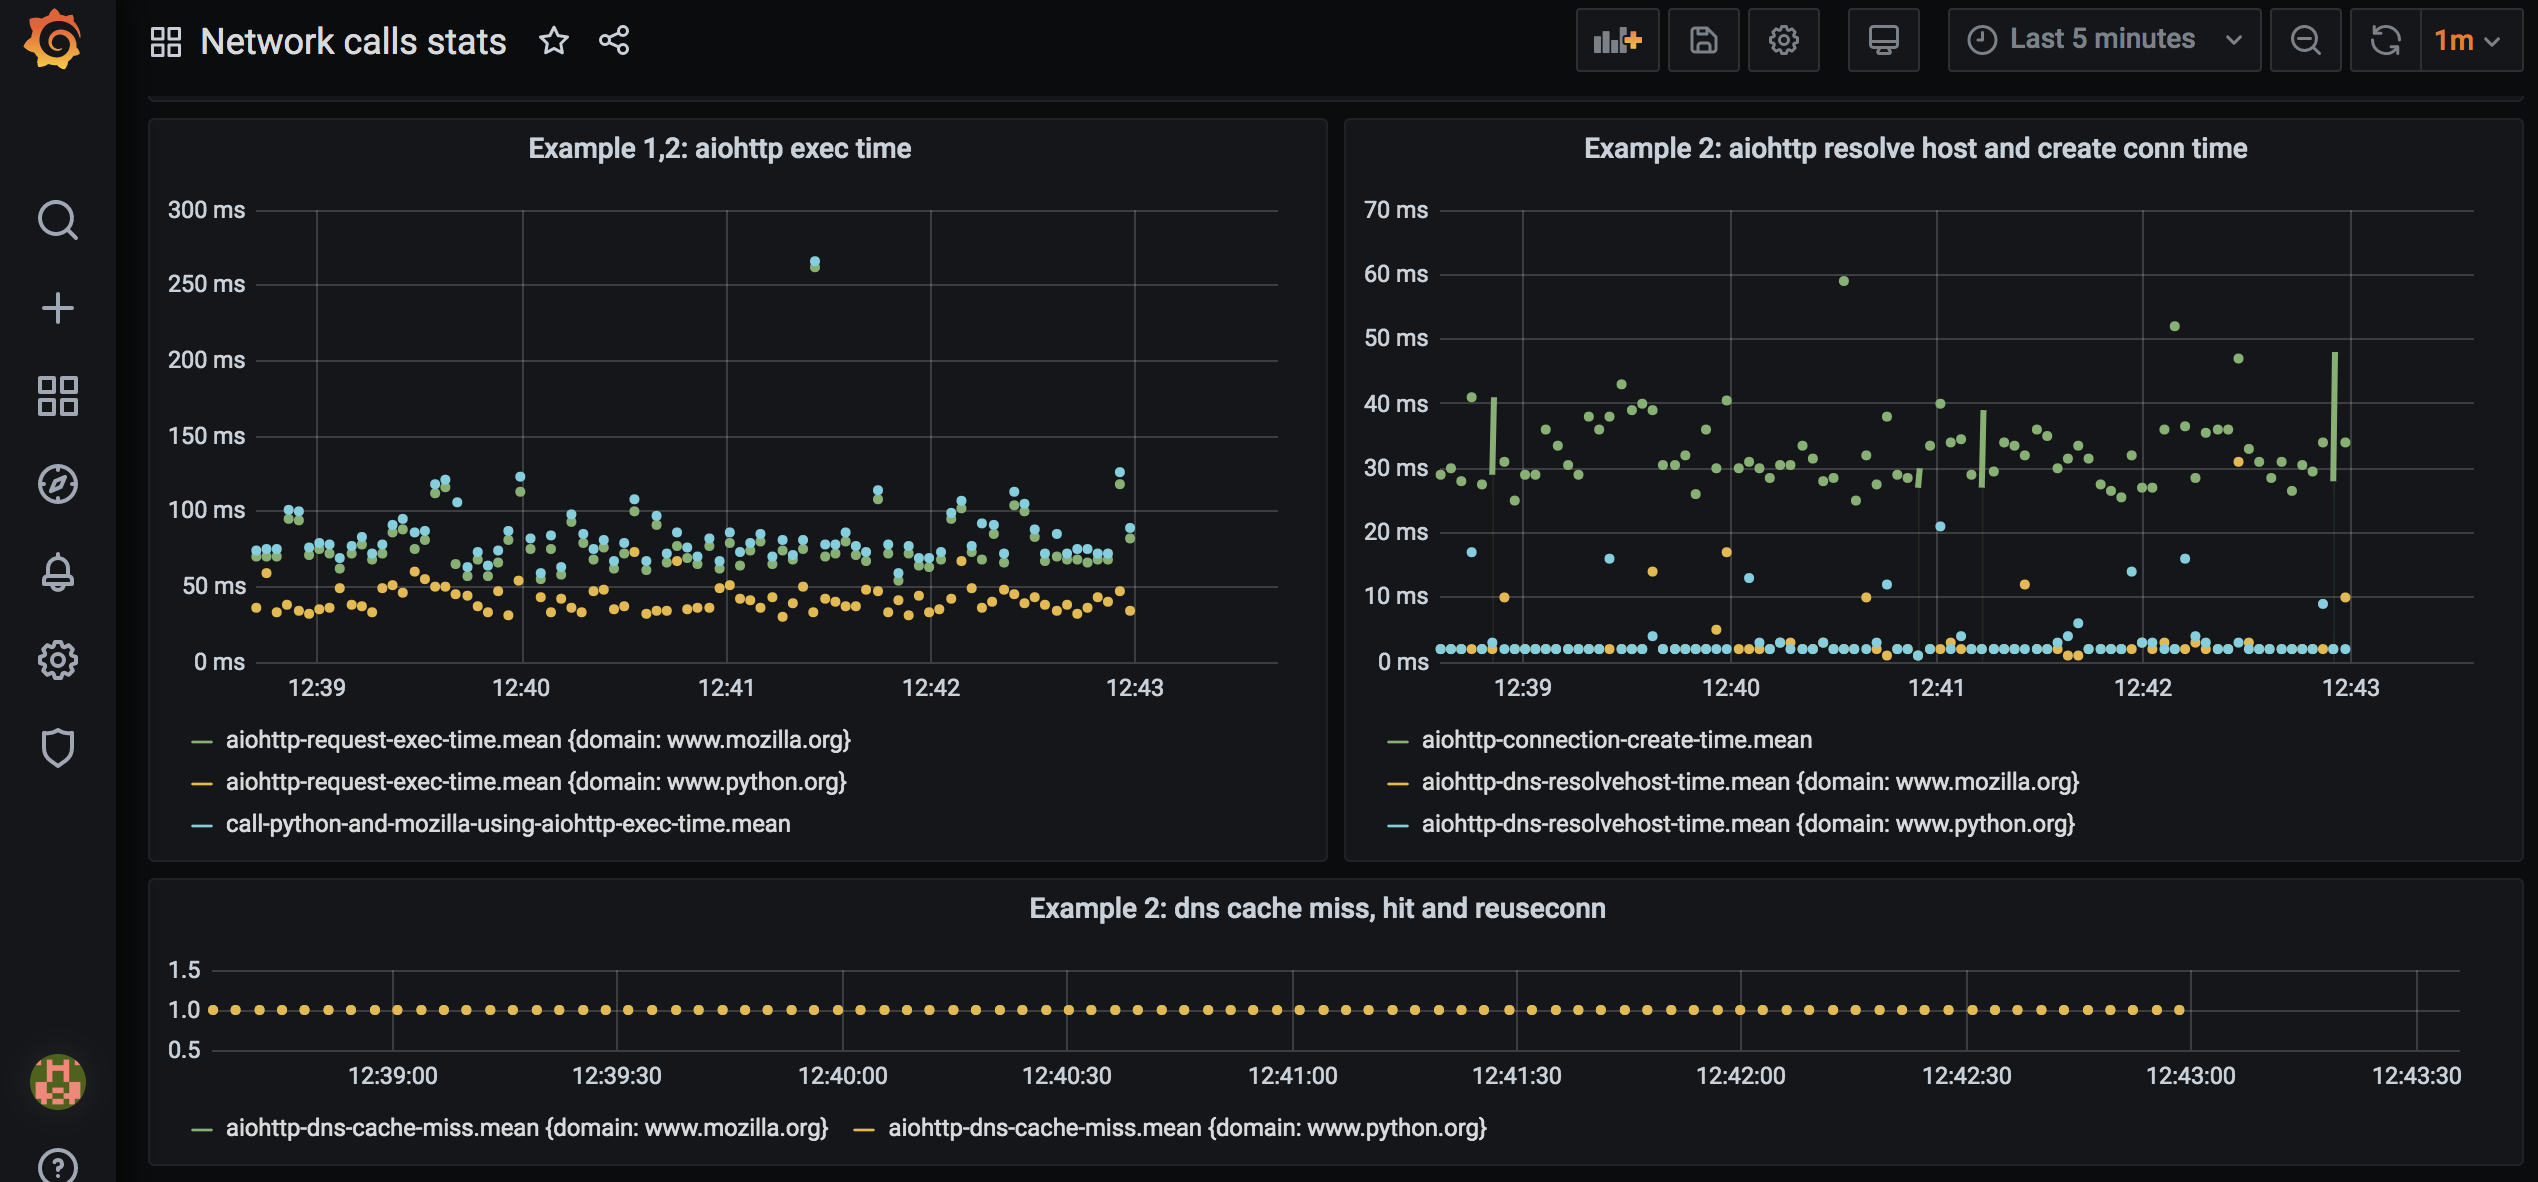 Network calls stats
Last 5 minutes
1m
Example 1,2: aiohttp exec time
300 ms
250 ms
200 ms
150 ms
100 ms
50 ms
0 ms
12:39 12:40 12:41 12:42 12:43
aiohttp-request-exec-time.mean {domain: www.mozilla.org}
aiohttp-request-exec-time.mean {domain: www.python.org}
call-python-and-mozilla-using-aiohttp-exec-time.mean
Example 2: aiohttp resolve host and create conn time
70 ms
60 ms
50 ms
40 ms
30 ms
20 ms
10 ms
0 ms
12:39 12:40 12:41 12:42 12:43
aiohttp-connection-create-time.mean
aiohttp-dns-resolvehost-time.mean {domain: www.mozilla.org}
aiohttp-dns-resolvehost-time.mean {domain: www.python.org}
Example 2: dns cache miss, hit and reuseconn
1.5
1.0
0.5
12:39:00 12:39:30 12:40:00 12:40:30 12:41:00 12:41:30 12:42:00 12:42:30 12:43:00 12:43:30
aiohttp-dns-cache-miss.mean {domain: www.mozilla.org} aiohttp-dns-cache-miss.mean {domain: www.python.org}